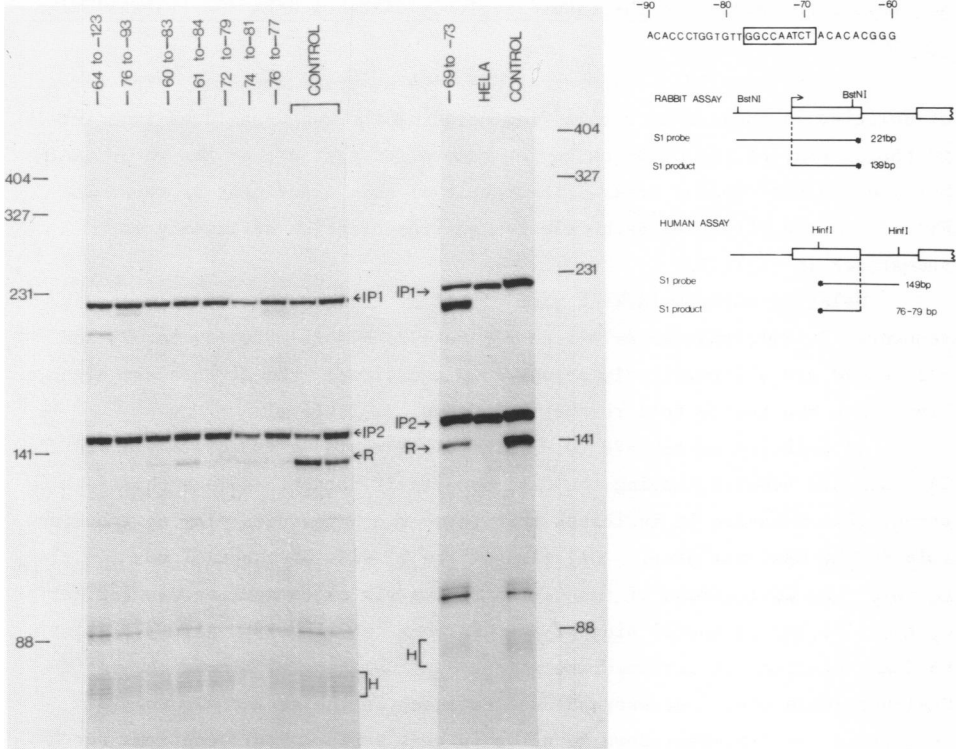 −64 to −123
−76 to −93
−60 to −83
−61 to −84
−72 to −79
−74 to −81
−76 to −77
CONTROL
404—
327—
231—
141—
88—
←IP1
←IP2
←R
]H
−69 to −73
HELA
CONTROL
IP1→
IP2→
R→
H[
—404
—327
—231
—141
—88
−90 −80 −70 −60
ACACCCTGGTGTTGGCCAATCTACACACGGG
RABBIT ASSAY
BstNI
BstNI
S1 probe 221bp
S1 product 139bp
HUMAN ASSAY
HinfI
HinfI
S1 probe 149bp
S1 product 76-79 bp